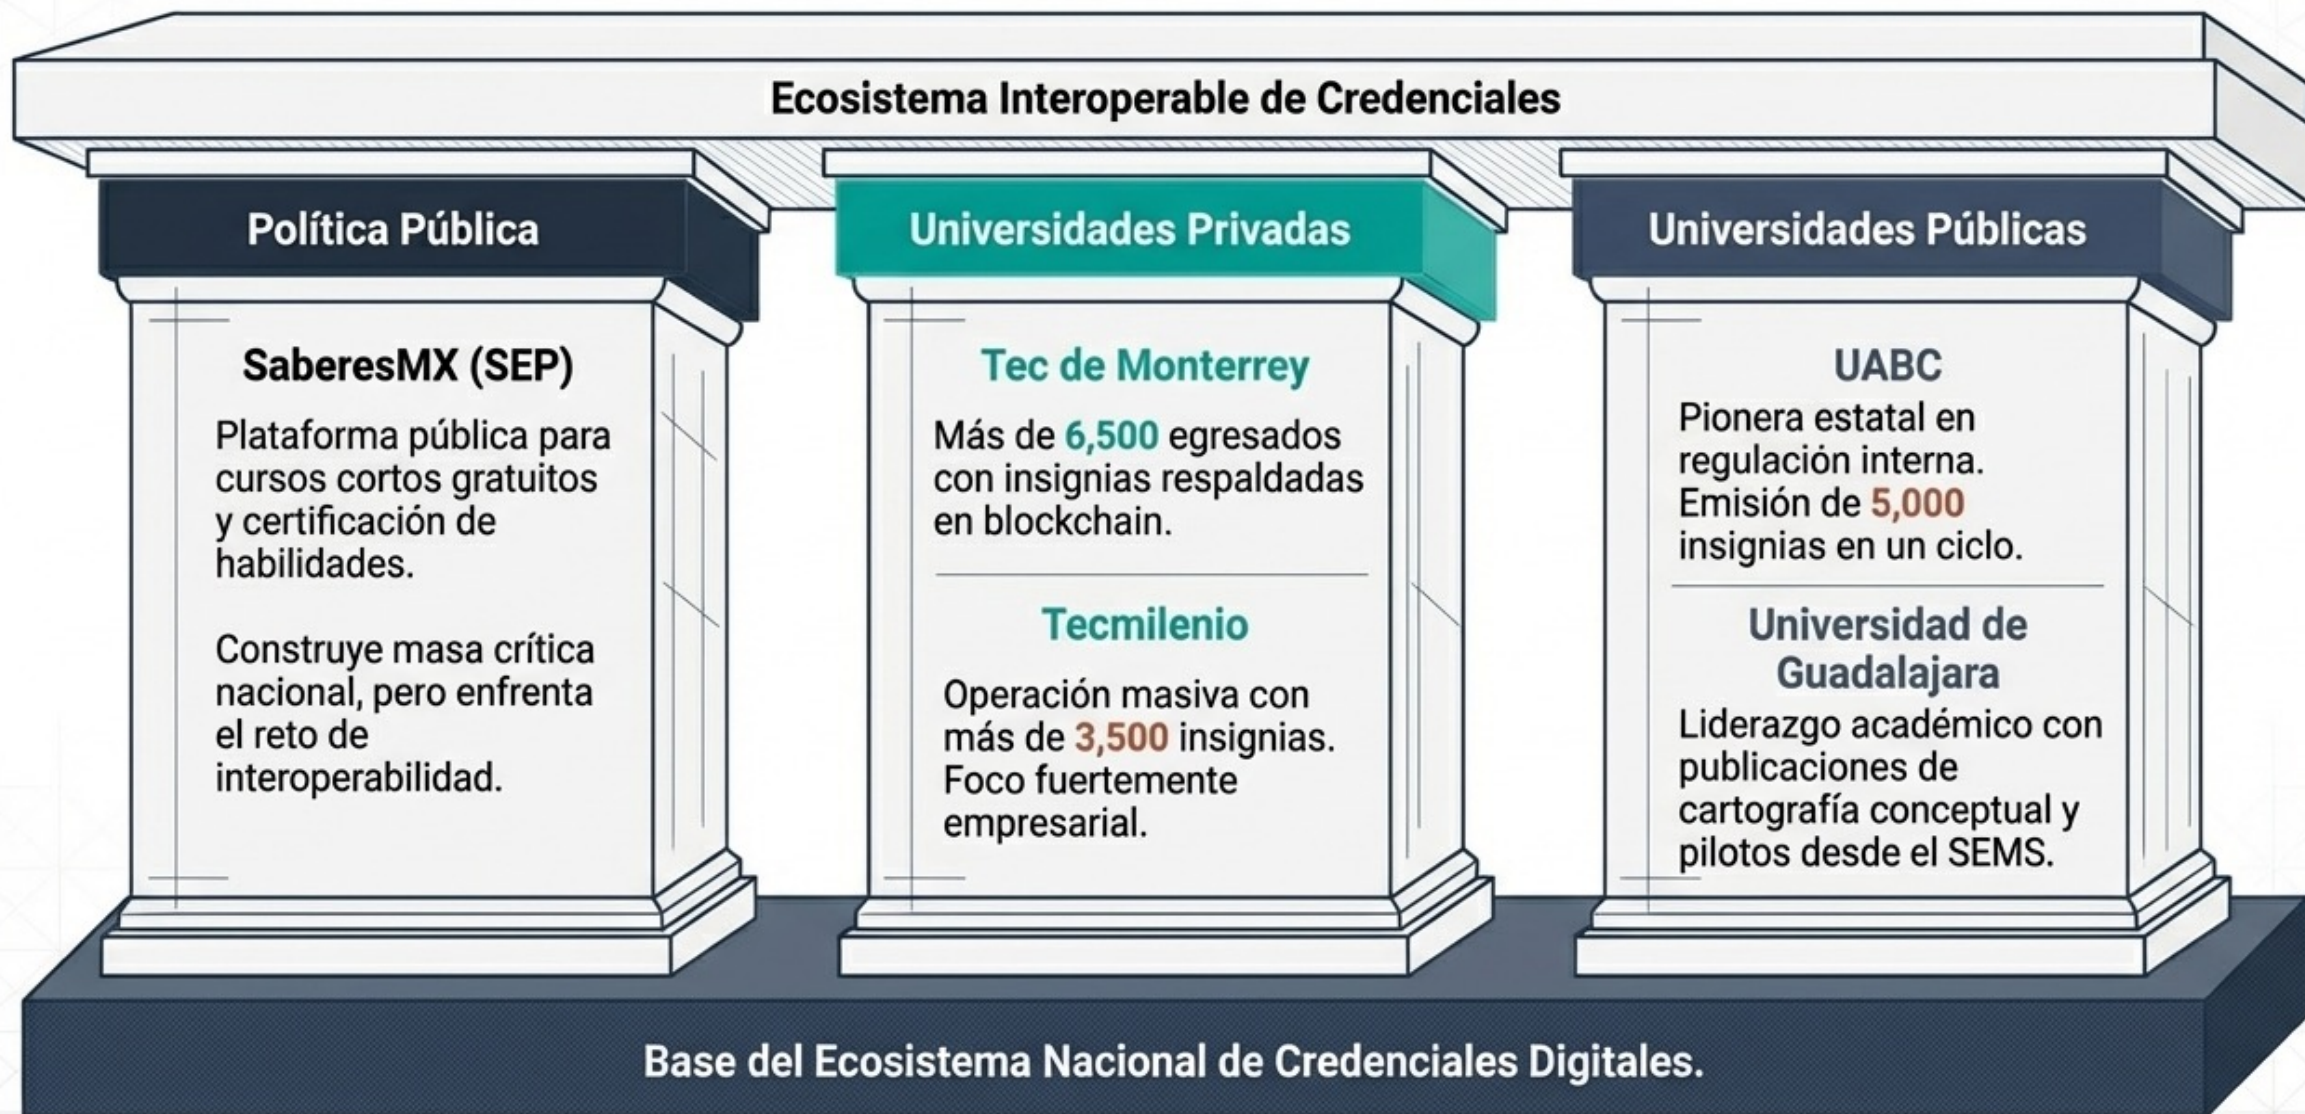 Ecosistema Interoperable de Credenciales
Política Pública
SaberesMX (SEP)
Plataforma pública para
cursos cortos gratuitos
y certificación de
habilidades.
Construye masa crítica
nacional, pero enfrenta
el reto de
interoperabilidad.
Universidades Privadas
Tec de Monterrey
Más de 6,500 egresados
con insignias respaldadas
en blockchain.
Tecmilenio
Operación masiva con
más de 3,500 insignias.
Foco fuertemente
empresarial.
Universidades Públicas
UABC
Pionera estatal en
regulación interna.
Emisión de 5,000
insignias en un ciclo.
Universidad de
Guadalajara
Liderazgo académico con
publicaciones de
cartografía conceptual y
pilotos desde el SEMS.
Base del Ecosistema Nacional de Credenciales Digitales.